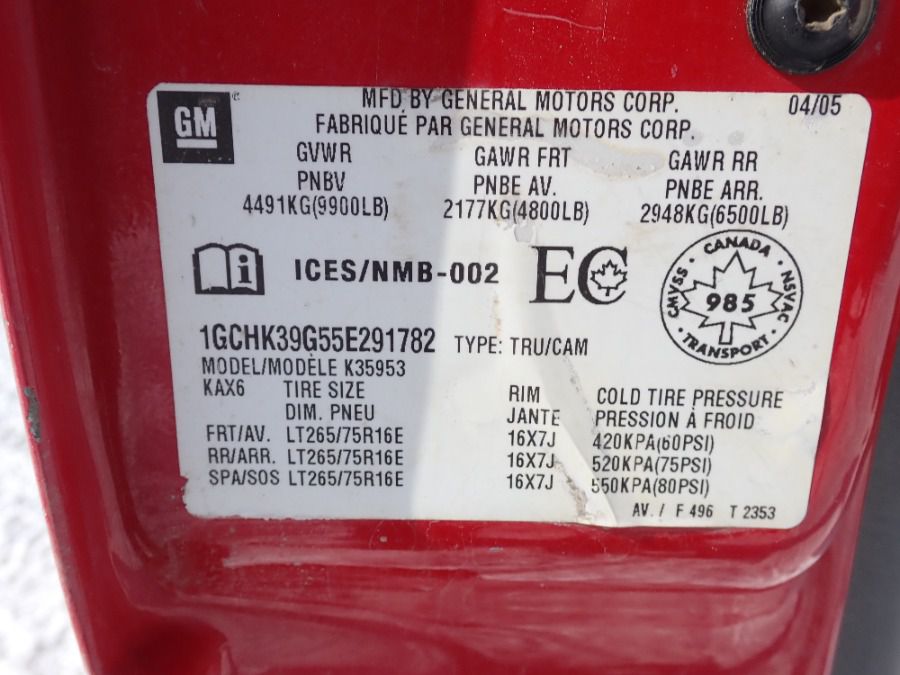 GM
MFD BY GENERAL MOTORS CORP. 04/05
FABRIQUÉ PAR GENERAL MOTORS CORP.
GVWR GAWR FRT GAWR RR
PNBV PNBE AV. PNBE ARR.
4491KG(9900LB) 2177KG(4800LB) 2948KG(6500LB)
i ICES/NMB-002 EC
CANADA
CMVSS 985 NSVAC
TRANSPORT
1GCHK39G55E291782 TYPE: TRU/CAM
MODEL/MODÈLE K35953
KAX6 TIRE SIZE RIM COLD TIRE PRESSURE
DIM. PNEU JANTE PRESSION À FROID
FRT/AV. LT265/75R16E 16X7J 420KPA(60PSI)
RR/ARR. LT265/75R16E 16X7J 520KPA(75PSI)
SPA/SOS LT265/75R16E 16X7J 550KPA(80PSI)
AV. / F 496 T 2353